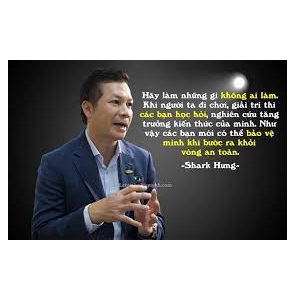 Hãy làm những gì không ai làm.
Khi người ta đi chơi, giải trí thì
các bạn học hỏi, nghiên cứu tăng
trưởng kiến thức của mình. Như
vậy các bạn mới có thể bảo vệ
mình khi bước ra khỏi
vòng an toàn.
-Shark Hưng-